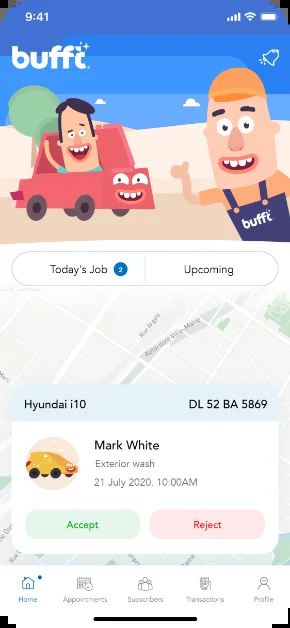 9:41
bufft
bufft
Today's Job 2
Upcoming
Rue Argyle
Autoroute Ville-Marie
Hyundai i10
DL 52 BA 5869
Mark White
Exterior wash
21 July 2020. 10:00AM
Accept
Reject
Home
Appointments
Subscribers
Transactions
Profile